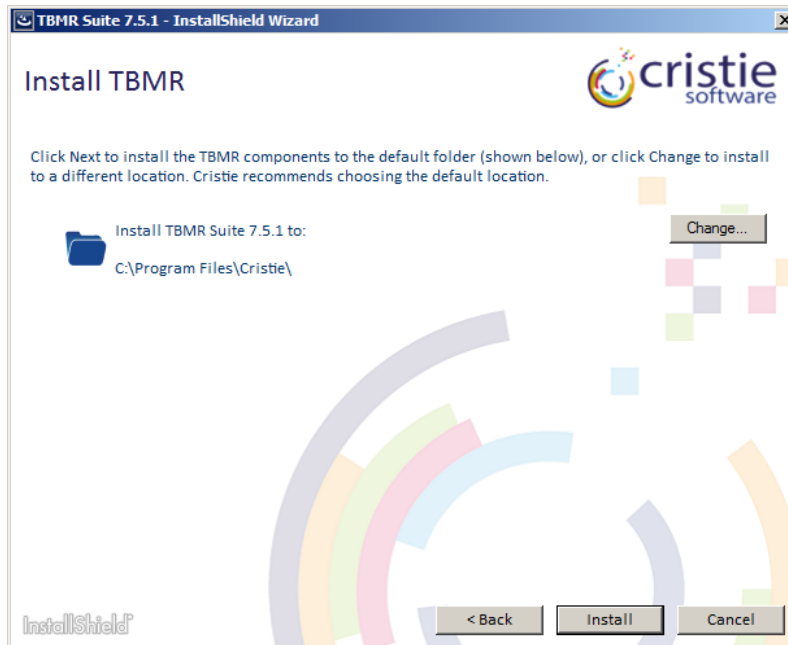 TBMR Suite 7.5.1 - InstallShield Wizard
Install TBMR
cristie
software
Click Next to install the TBMR components to the default folder (shown below), or click Change to install
to a different location. Cristie recommends choosing the default location.
Install TBMR Suite 7.5.1 to:
Change...
C:\Program Files\Cristie\
InstallShield
< Back
Install
Cancel